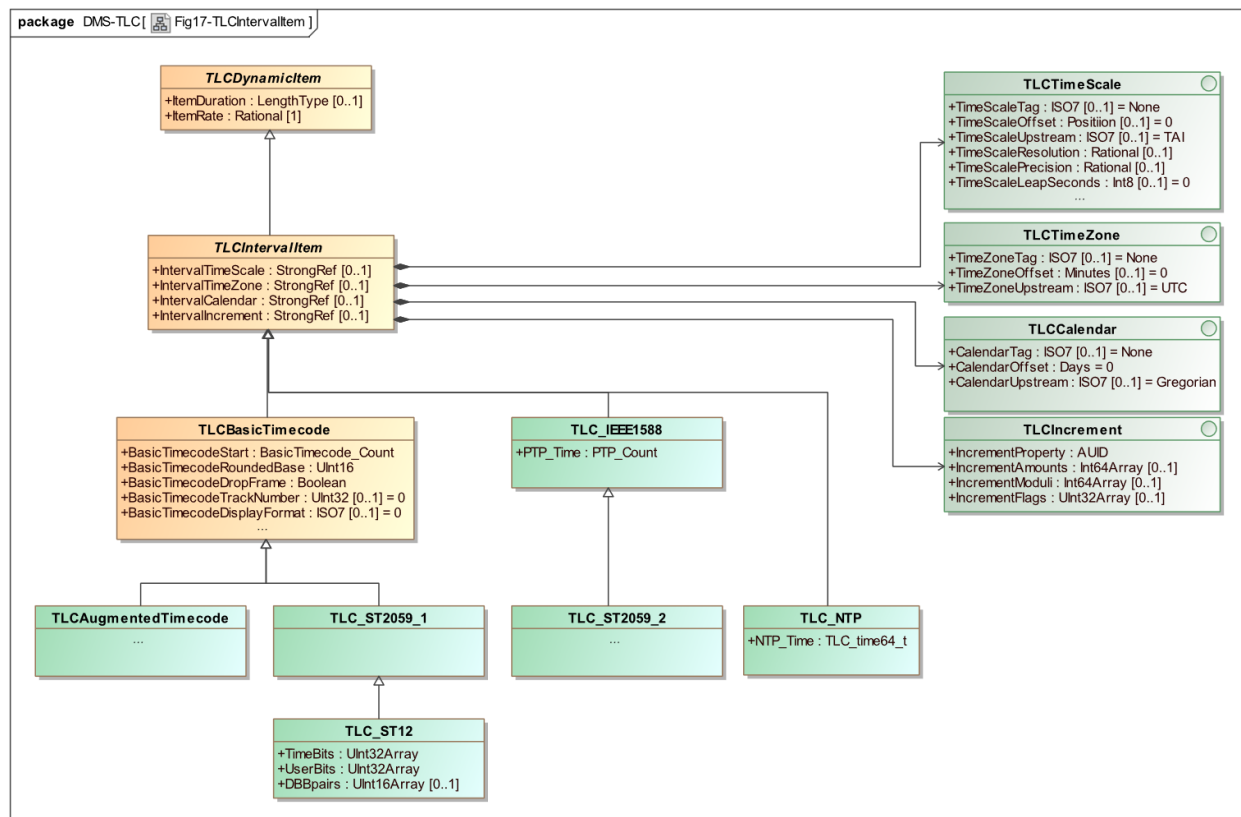 package DMS-TLC[ Fig17-TLCIntervalItem ]
TLCDynamicItem
+ItemDuration : LengthType [0..1]
+ItemRate : Rational [1]
TLCTimeScale
+TimeScaleTag : ISO7 [0..1] = None
+TimeScaleOffset : Positiion [0..1] = 0
+TimeScaleUpstream : ISO7 [0..1] = TAI
+TimeScaleResolution : Rational [0..1]
+TimeScalePrecision : Rational [0..1]
+TimeScaleLeapSeconds : Int8 [0..1] = 0
...
TLCIntervalItem
+IntervalTimeScale : StrongRef [0..1]
+IntervalTimeZone : StrongRef [0..1]
+IntervalCalendar : StrongRef [0..1]
+IntervalIncrement : StrongRef [0..1]
TLCTimeZone
+TimeZoneTag : ISO7 [0..1] = None
+TimeZoneOffset : Minutes [0..1] = 0
+TimeZoneUpstream : ISO7 [0..1] = UTC
TLCCalendar
+CalendarTag : ISO7 [0..1] = None
+CalendarOffset : Days = 0
+CalendarUpstream : ISO7 [0..1] = Gregorian
TLCBasicTimecode
+BasicTimecodeStart : BasicTimecode_Count
+BasicTimecodeRoundedBase : UInt16
+BasicTimecodeDropFrame : Boolean
+BasicTimecodeTrackNumber : UInt32 [0..1] = 0
+BasicTimecodeDisplayFormat : ISO7 [0..1] = 0
...
TLC_IEEE1588
+PTP_Time : PTP_Count
TLCIncrement
+IncrementProperty : AUID
+IncrementAmounts : Int64Array [0..1]
+IncrementModuli : Int64Array [0..1]
+IncrementFlags : UInt32Array [0..1]
TLCAugmentedTimecode
...
TLC_ST2059_1
TLC_ST2059_2
...
TLC_NTP
+NTP_Time : TLC_time64_t
TLC_ST12
+TimeBits : UInt32Array
+UserBits : UInt32Array
+DBBpairs : UInt16Array [0..1]